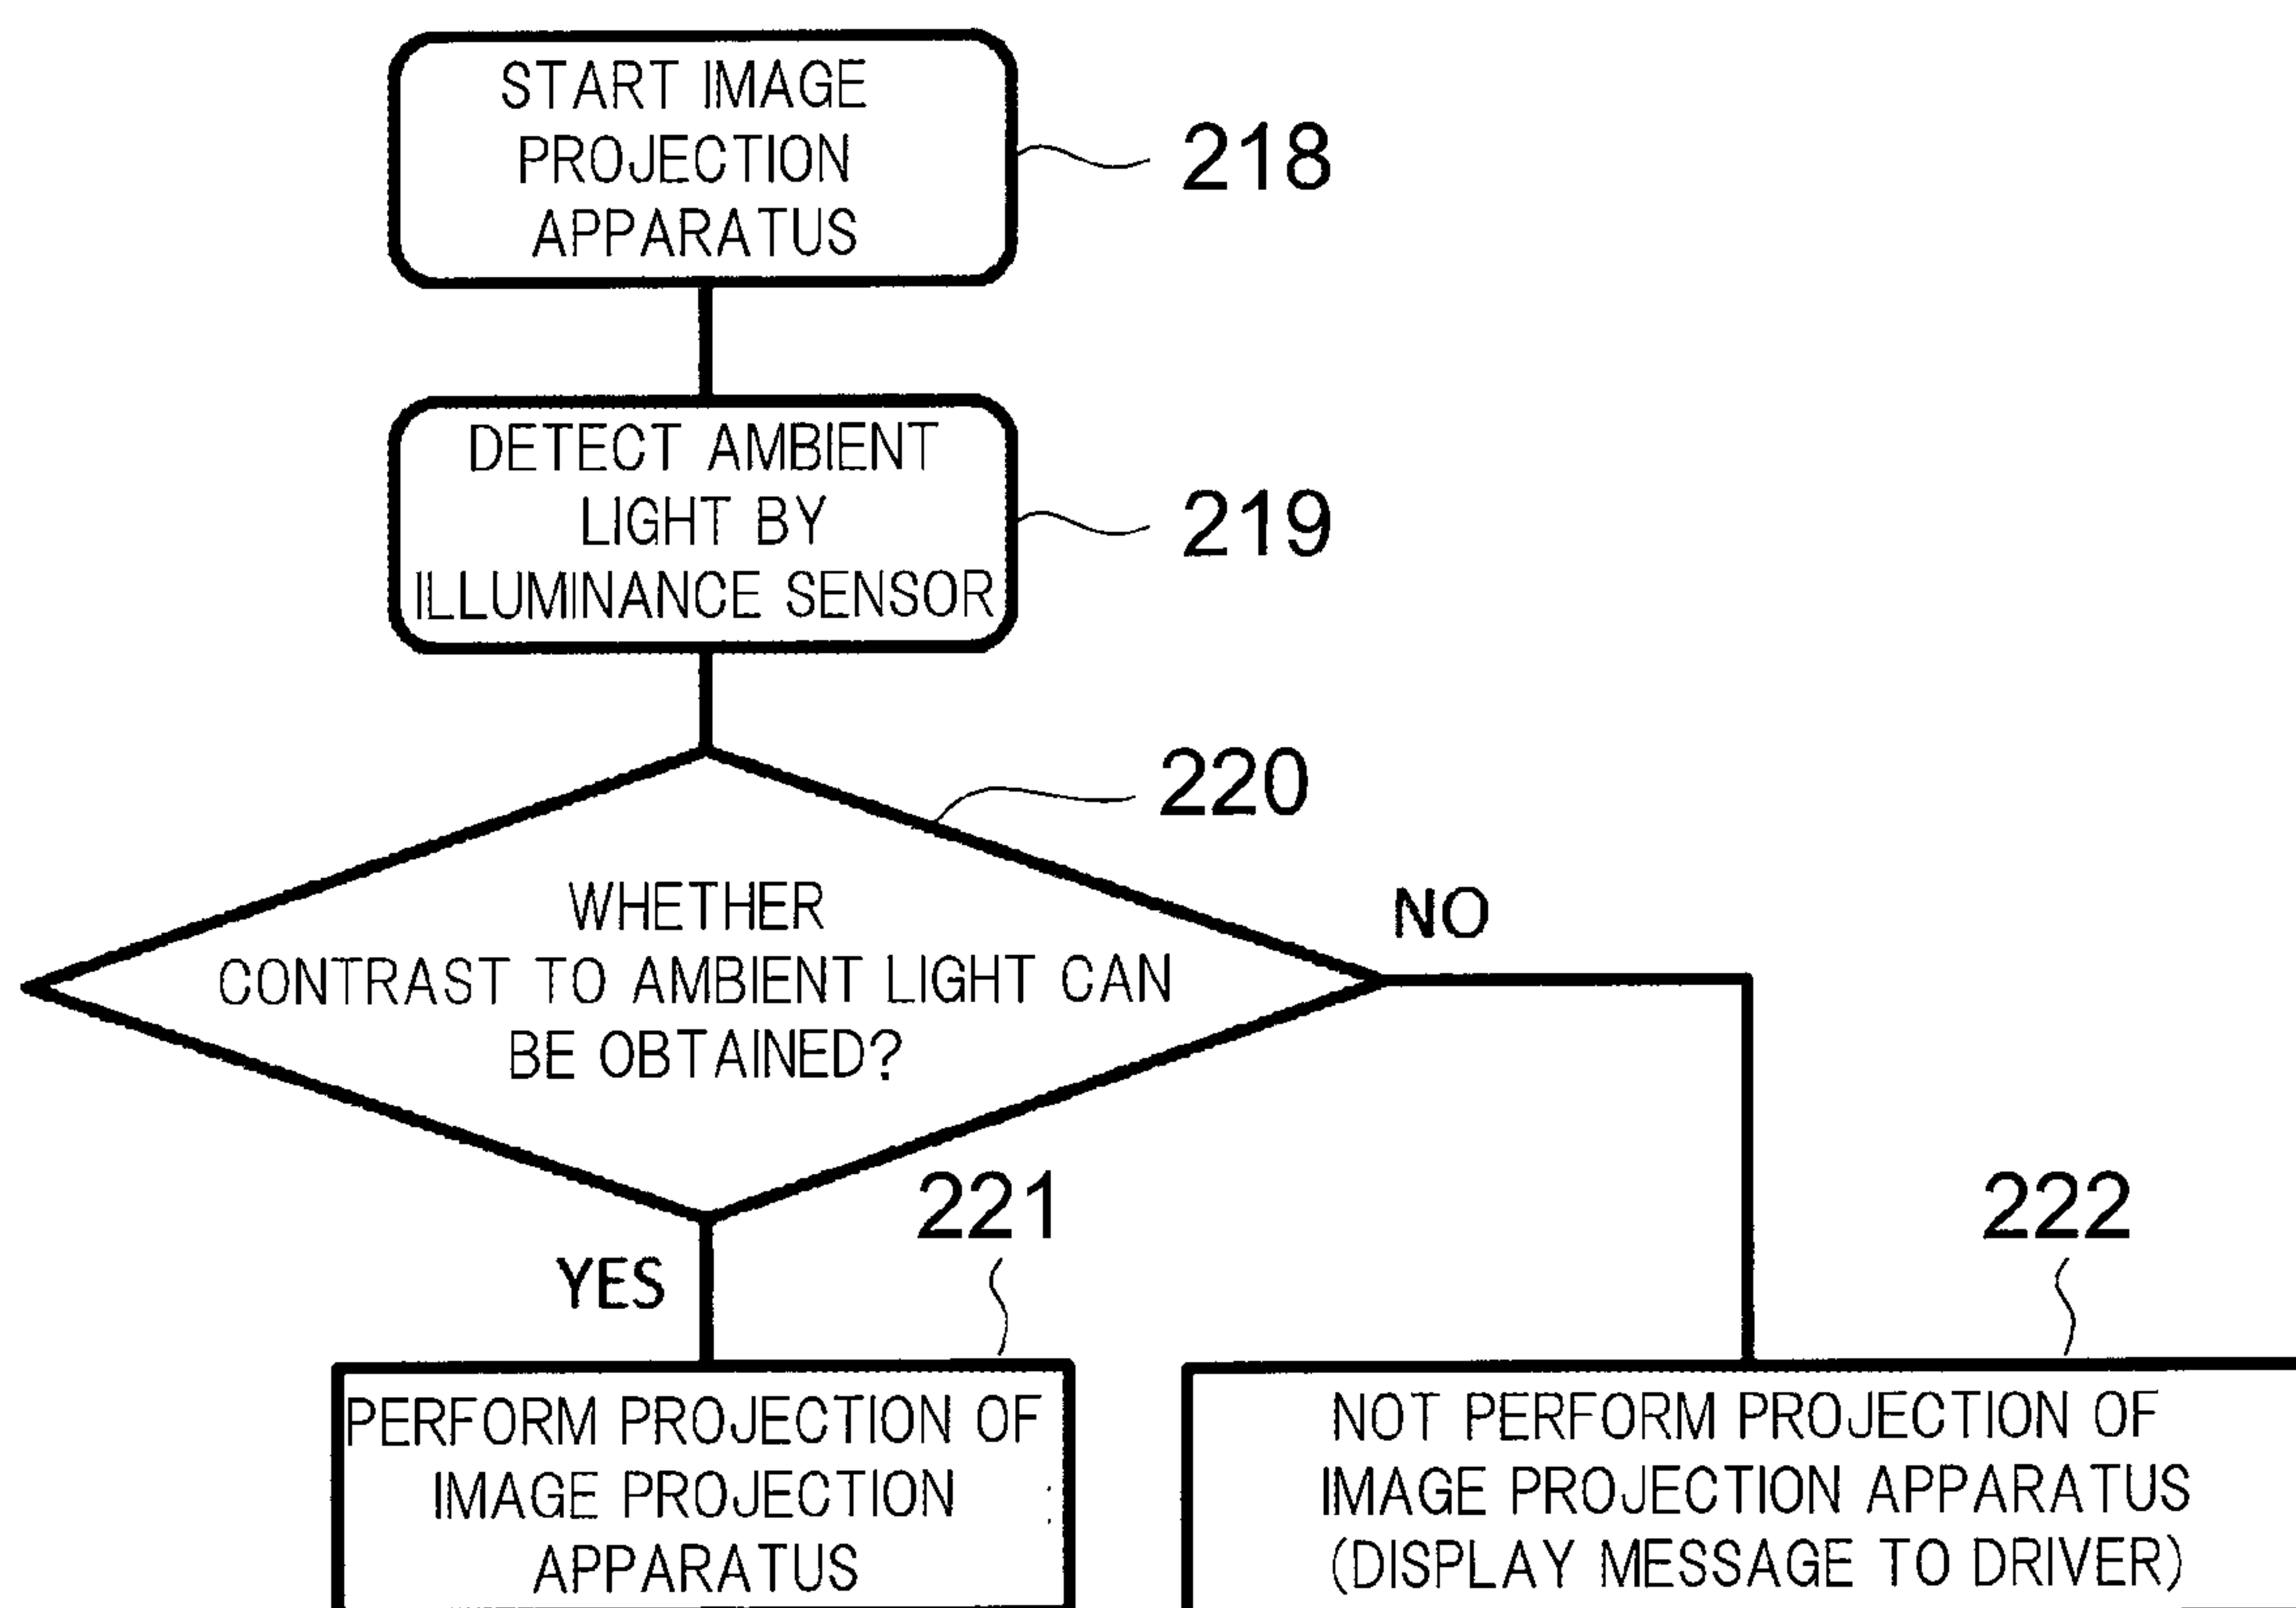 START IMAGE
PROJECTION
APPARATUS
218
DETECT AMBIENT
LIGHT BY
ILLUMINANCE SENSOR
219
220
WHETHER
CONTRAST TO AMBIENT LIGHT CAN
BE OBTAINED?
NO
YES
221
PERFORM PROJECTION OF
IMAGE PROJECTION
APPARATUS
222
NOT PERFORM PROJECTION OF
IMAGE PROJECTION APPARATUS
(DISPLAY MESSAGE TO DRIVER)